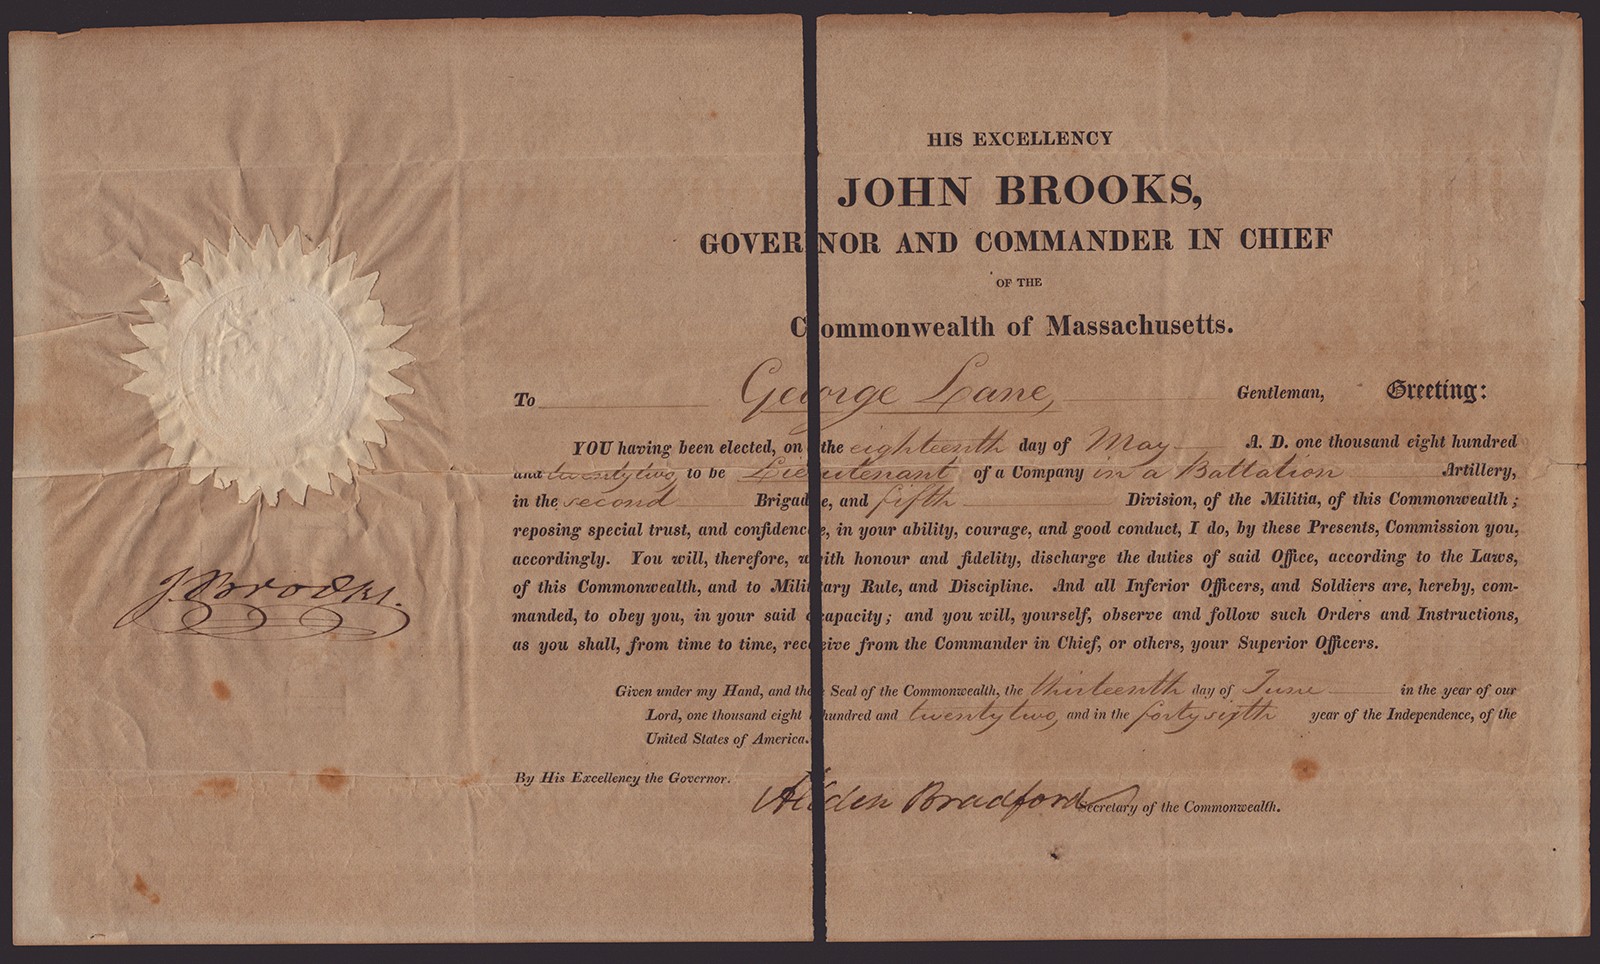 HIS EXCELLENCY
JOHN BROOKS,
GOVERNOR AND COMMANDER IN CHIEF
OF THE
Commonwealth of Massachusetts.
To George Lane, Gentleman, Greeting:
YOU having been elected, on the eighteenth day of May A. D. one thousand eight hundred
and twenty two, to be Lieutenant of a Company in a Battalion Artillery,
in the second Brigade, and fifth Division, of the Militia, of this Commonwealth;
reposing special trust, and confidence, in your ability, courage, and good conduct, I do, by these Presents, Commission you,
accordingly. You will, therefore, with honour and fidelity, discharge the duties of said Office, according to the Laws,
of this Commonwealth, and to Military Rule, and Discipline. And all Inferior Officers, and Soldiers are, hereby, com-
manded, to obey you, in your said capacity; and you will, yourself, observe and follow such Orders and Instructions,
as you shall, from time to time, receive from the Commander in Chief, or others, your Superior Officers.
J. Brooks.
Given under my Hand, and the Seal of the Commonwealth, the thirteenth day of June in the year of our
Lord, one thousand eight hundred and twenty two, and in the forty sixth year of the Independence, of the
United States of America.
By His Excellency the Governor.
Alden Bradford Secretary of the Commonwealth.